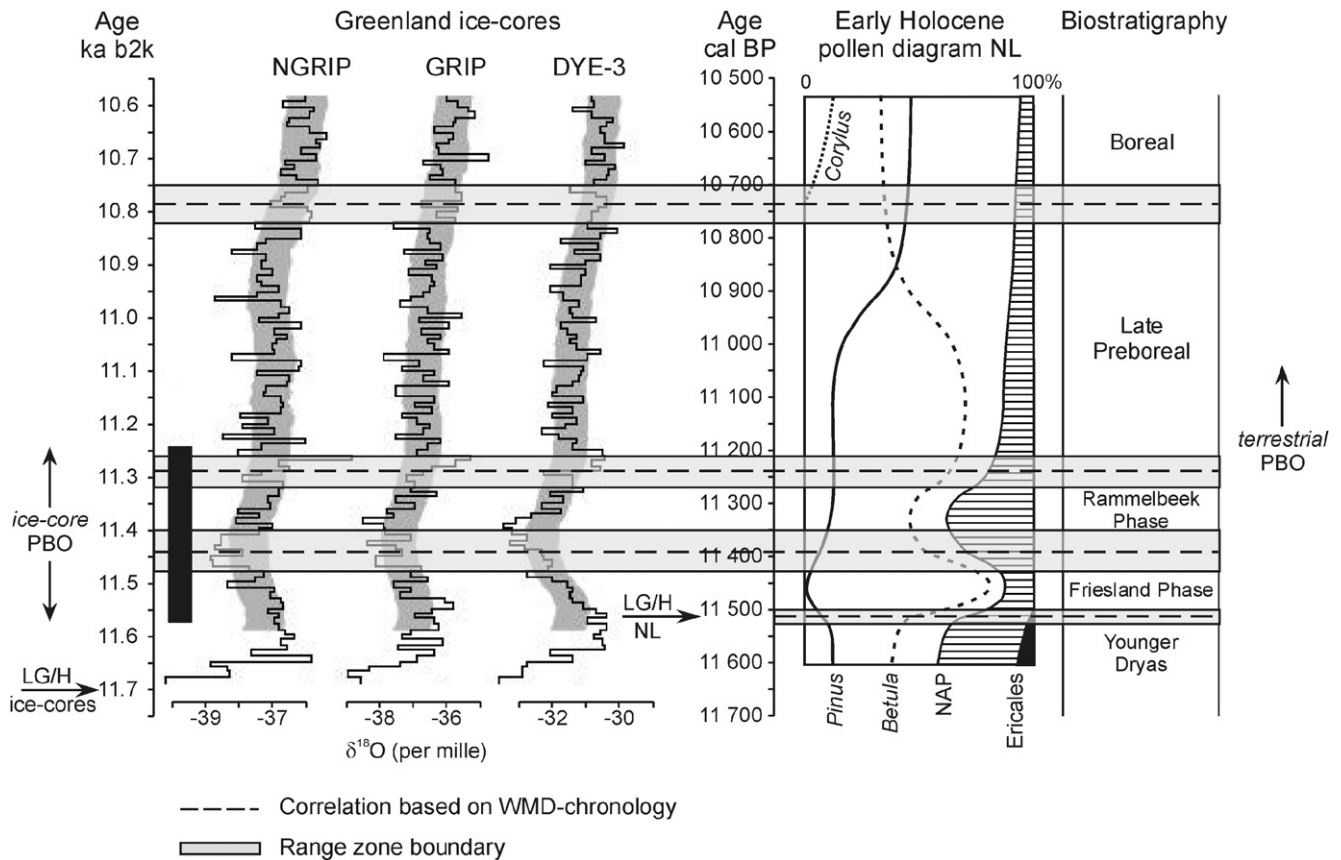 Age
ka b2k
Greenland ice-cores
NGRIP
GRIP
DYE-3
10.6
10.7
10.8
10.9
11.0
11.1
11.2
11.3
11.4
11.5
11.6
11.7
ice-core
PBO
LG/H
ice-cores
-39
-37
-38
-36
-32
-30
δ¹⁸O (per mille)
LG/H
NL
Age
cal BP
10 500
10 600
10 700
10 800
10 900
11 000
11 100
11 200
11 300
11 400
11 500
11 600
11 700
Early Holocene
pollen diagram NL
0
100%
Corylus
Pinus
Betula
NAP
Ericales
Biostratigraphy
Boreal
Late
Preboreal
Rammelbeek
Phase
Friesland Phase
Younger
Dryas
terrestrial
PBO
Correlation based on WMD-chronology
Range zone boundary